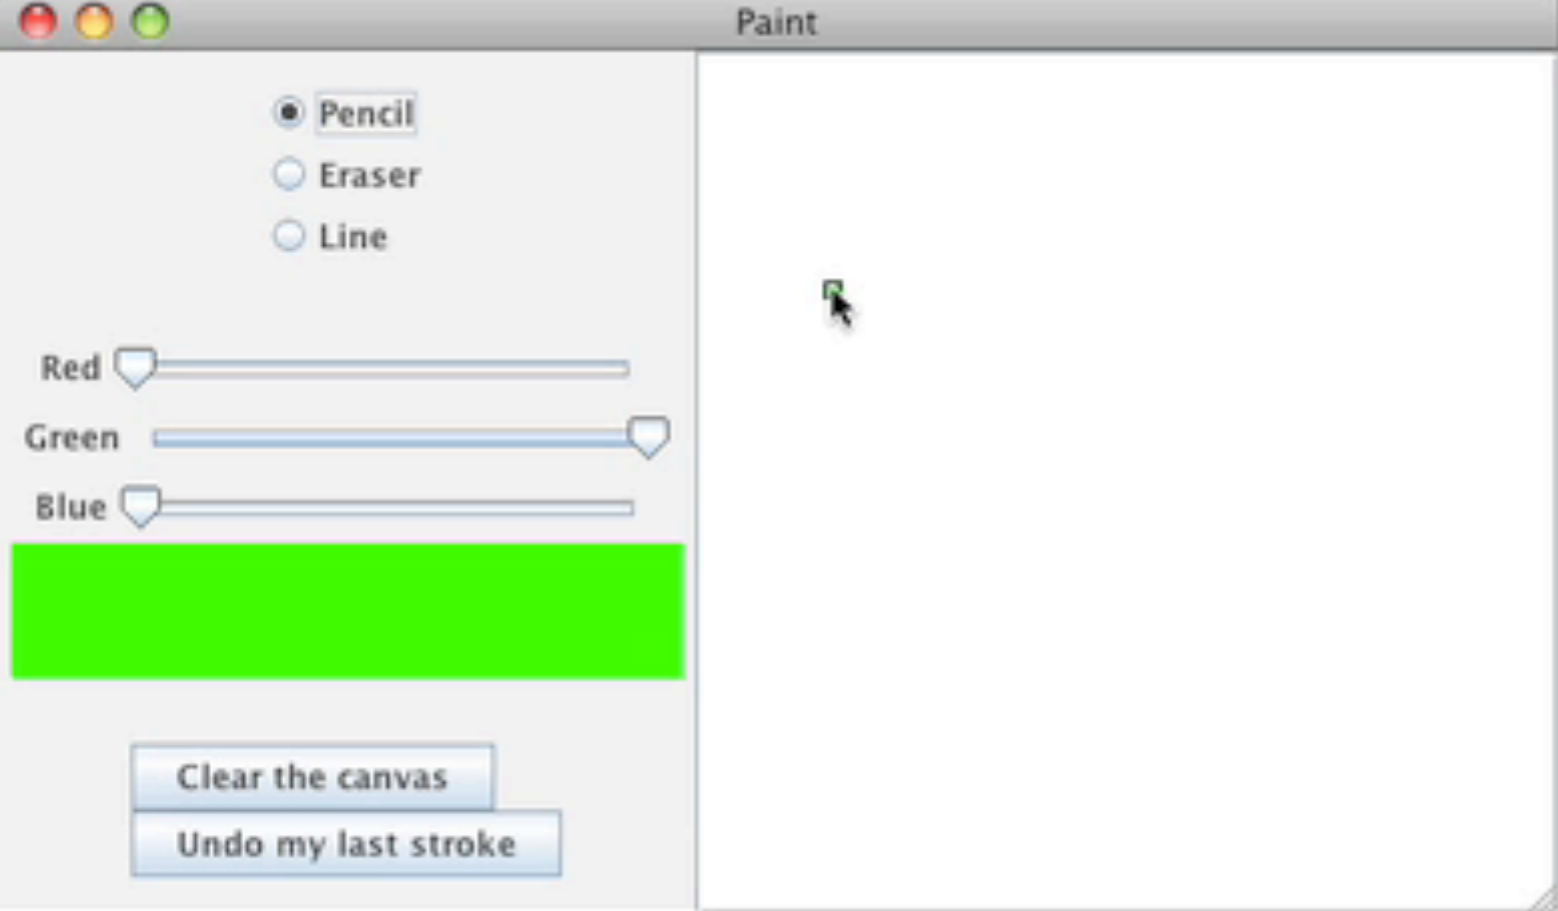 Paint
Pencil
Eraser
Line
Red
Green
Blue
Clear the canvas
Undo my last stroke